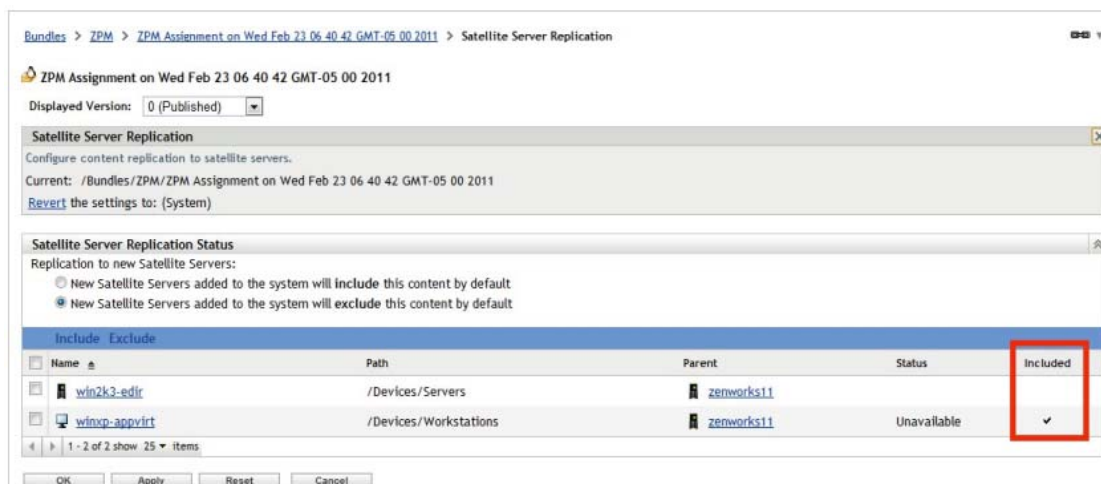 Bundles > ZPM > ZPM Assignment on Wed Feb 23 06 40 42 GMT-05 00 2011 > Satellite Server Replication
ZPM Assignment on Wed Feb 23 06 40 42 GMT-05 00 2011
Displayed Version: 0 (Published)
Satellite Server Replication
Configure content replication to satellite servers.
Current: /Bundles/ZPM/ZPM Assignment on Wed Feb 23 06 40 42 GMT-05 00 2011
Revert the settings to: (System)
Satellite Server Replication Status
Replication to new Satellite Servers:
New Satellite Servers added to the system will include this content by default
New Satellite Servers added to the system will exclude this content by default
Include Exclude
Name Path Parent Status Included
win2k3-edir /Devices/Servers zenworks11
winxp-appvirt /Devices/Workstations zenworks11 Unavailable
1 - 2 of 2 show 25 items
OK Apply Reset Cancel